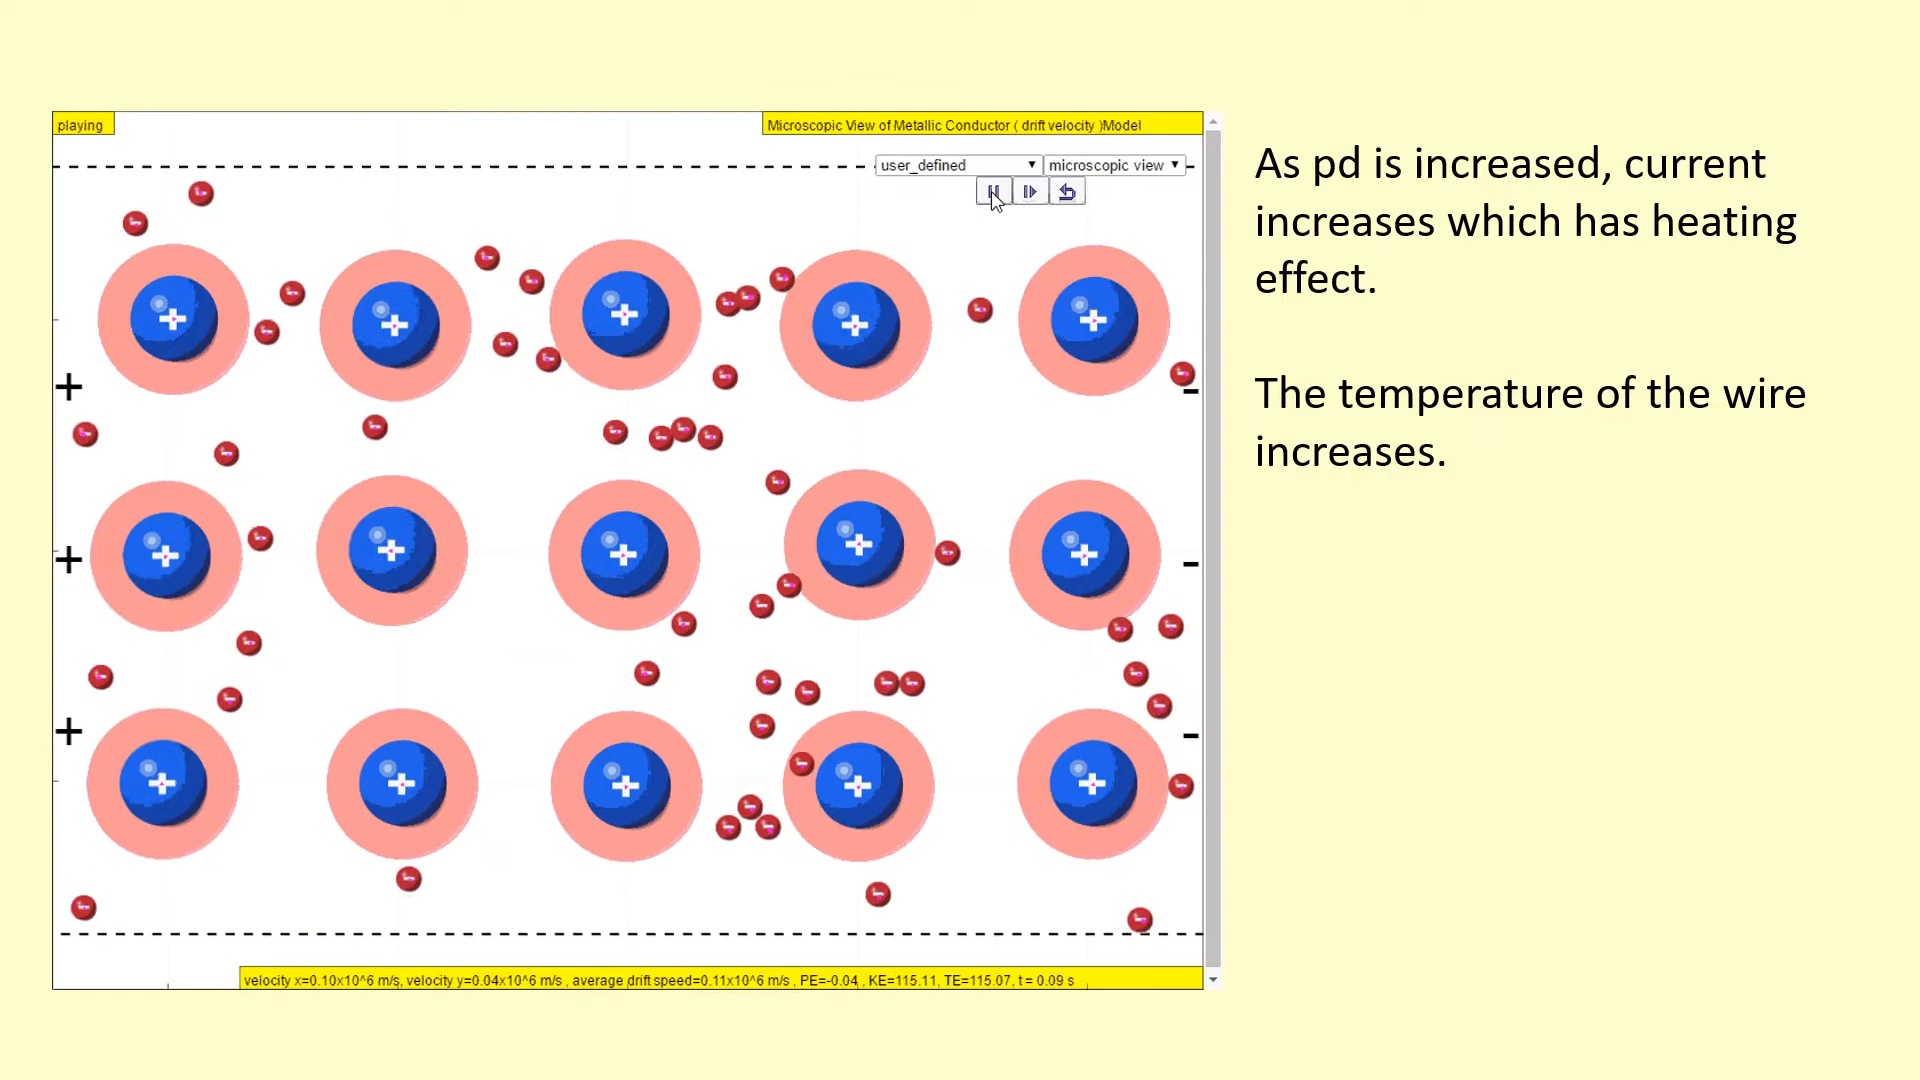 playing
Microscopic View of Metallic Conductor ( drift velocity )Model
user_defined
microscopic view
As pd is increased, current
increases which has heating
effect.
The temperature of the wire
increases.
+
-
+
-
+
-
velocity x=0.10x10^6 m/s, velocity y=0.04x10^6 m/s , average drift speed=0.11x10^6 m/s , PE=-0.04 , KE=115.11, TE=115.07, t = 0.09 s